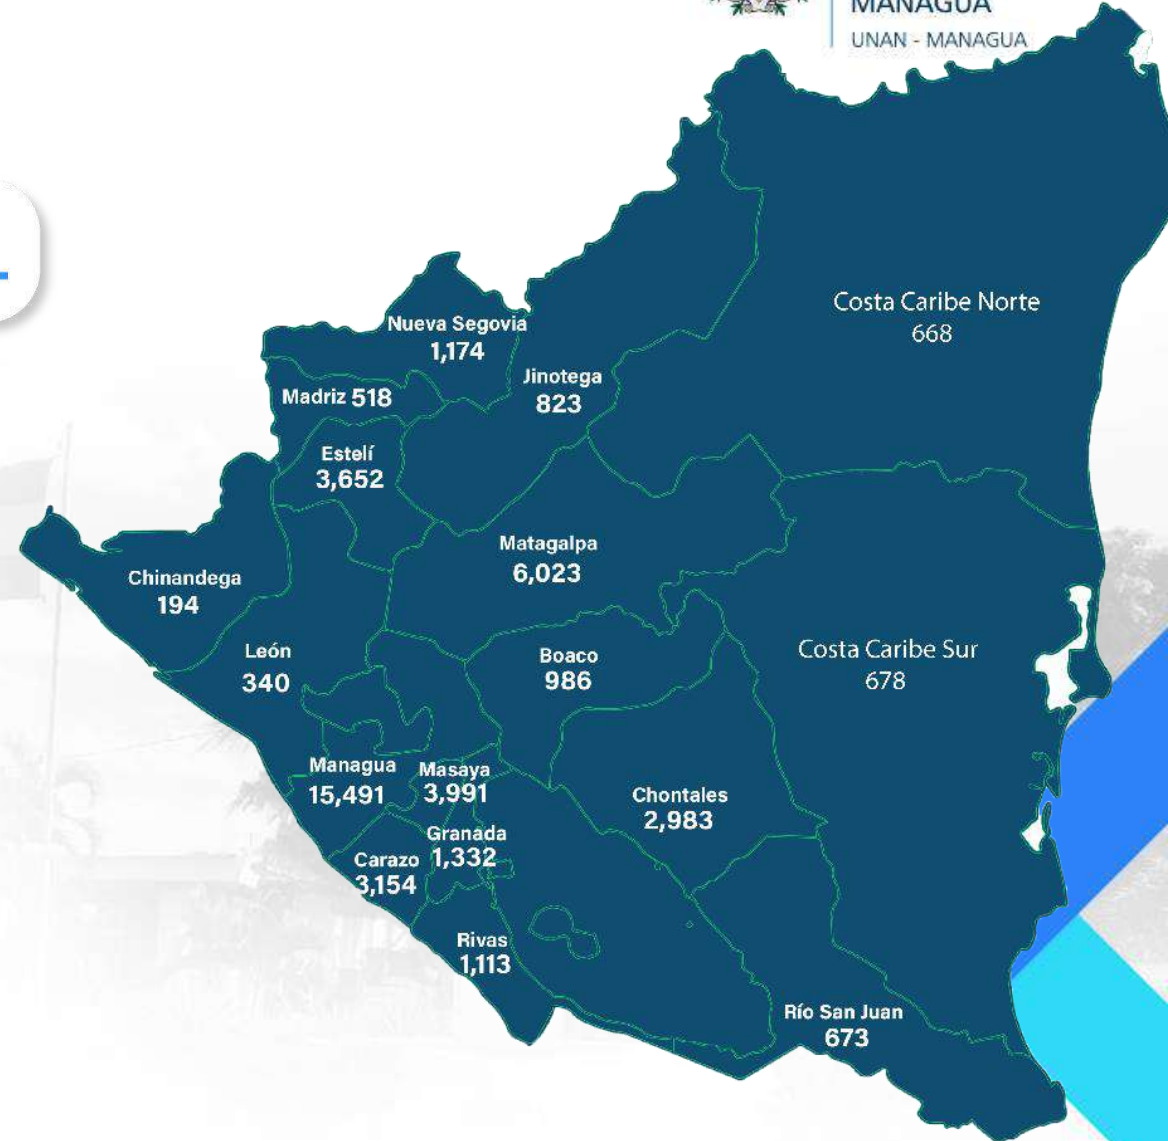 MANAGUA
UNAN - MANAGUA
Costa Caribe Norte
668
Nueva Segovia
1,174
Jinotega
823
Madriz 518
Estelí
3,652
Matagalpa
6,023
Chinandega
194
León
340
Boaco
986
Costa Caribe Sur
678
Managua
15,491
Masaya
3,991
Chontales
2,983
Granada
1,332
Carazo
3,154
Rivas
1,113
Río San Juan
673